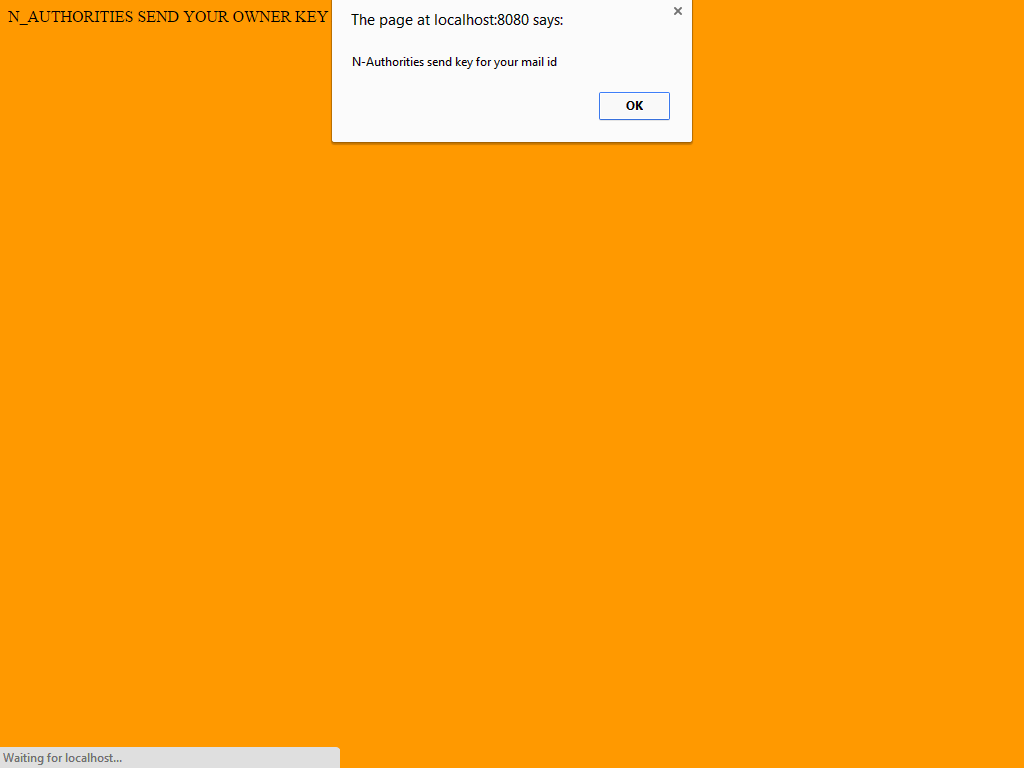 N_AUTHORITIES SEND YOUR OWNER KEY
The page at localhost:8080 says:
N-Authorities send key for your mail id
OK
Waiting for localhost...